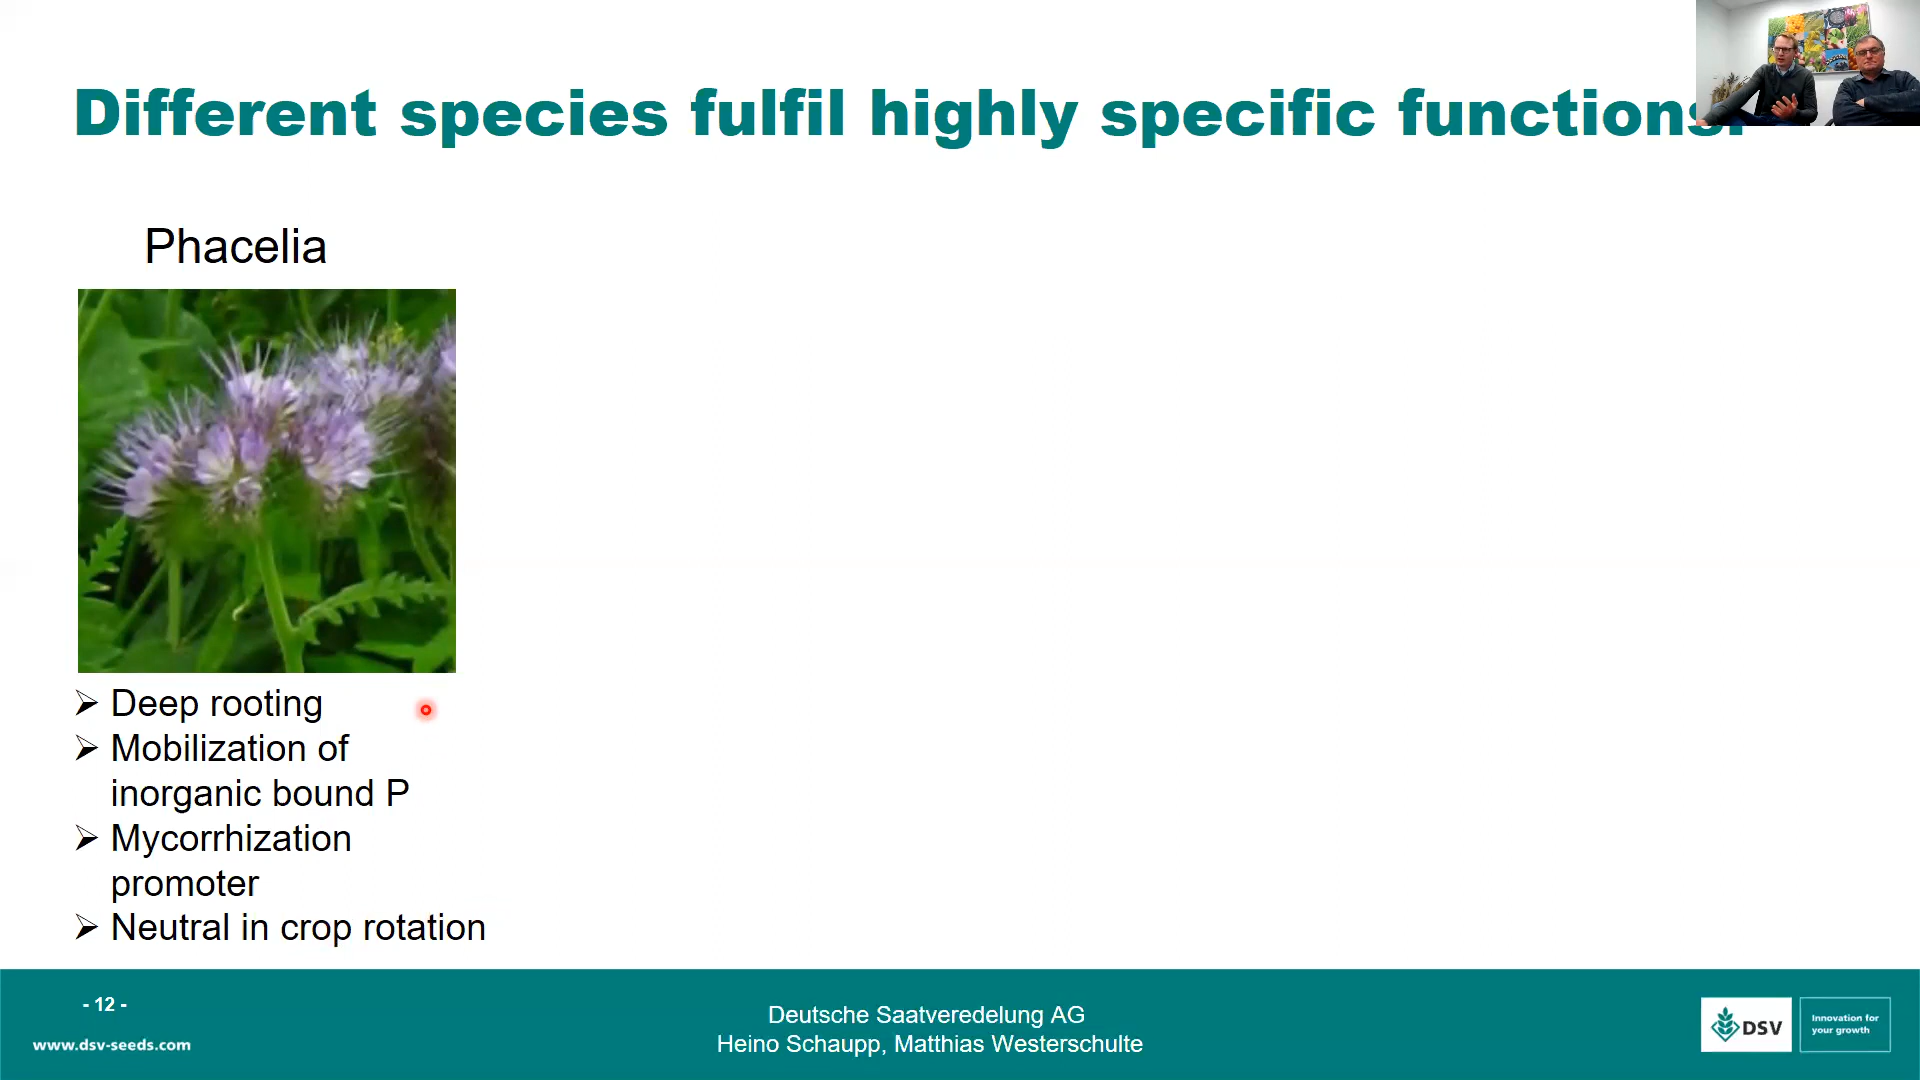 Different species fulfil highly specific functions.
Phacelia
➢ Deep rooting
➢ Mobilization of
inorganic bound P
➢ Mycorrhization
promoter
➢ Neutral in crop rotation
- 12 -
www.dsv-seeds.com
Deutsche Saatveredelung AG
Heino Schaupp, Matthias Westerschulte
DSV
Innovation for
your growth